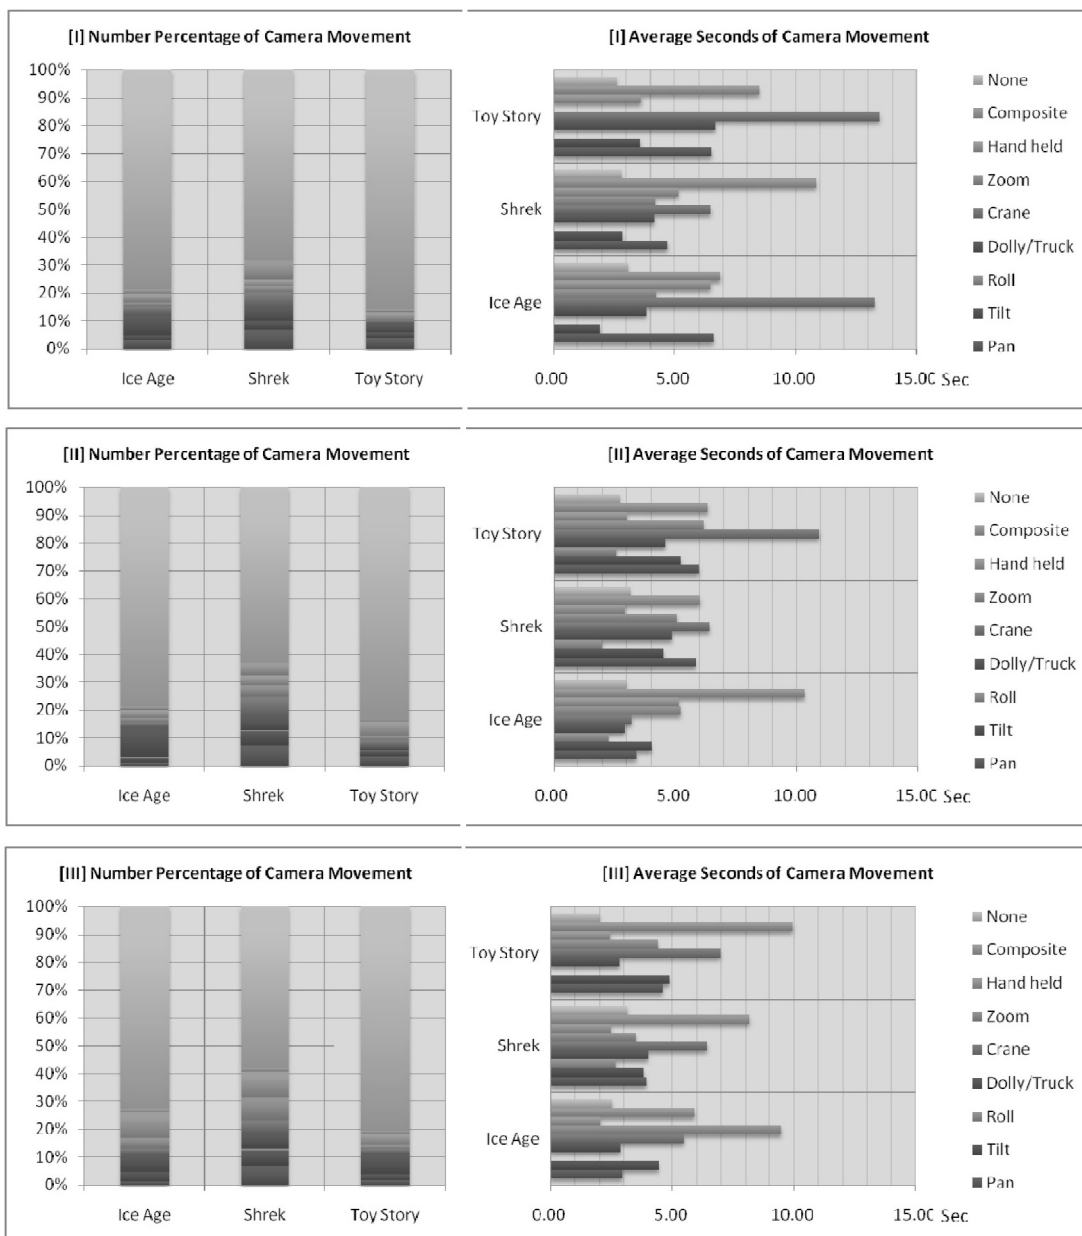 [I] Number Percentage of Camera Movement
100%
90%
80%
70%
60%
50%
40%
30%
20%
10%
0%
Ice Age Shrek Toy Story
[I] Average Seconds of Camera Movement
Toy Story
Shrek
Ice Age
0.00 5.00 10.00 15.00 Sec
None
Composite
Hand held
Zoom
Crane
Dolly/Truck
Roll
Tilt
Pan
[II] Number Percentage of Camera Movement
100%
90%
80%
70%
60%
50%
40%
30%
20%
10%
0%
Ice Age Shrek Toy Story
[II] Average Seconds of Camera Movement
Toy Story
Shrek
Ice Age
0.00 5.00 10.00 15.00 Sec
None
Composite
Hand held
Zoom
Crane
Dolly/Truck
Roll
Tilt
Pan
[III] Number Percentage of Camera Movement
100%
90%
80%
70%
60%
50%
40%
30%
20%
10%
0%
Ice Age Shrek Toy Story
[III] Average Seconds of Camera Movement
Toy Story
Shrek
Ice Age
0.00 5.00 10.00 15.00 Sec
None
Composite
Hand held
Zoom
Crane
Dolly/Truck
Roll
Tilt
Pan